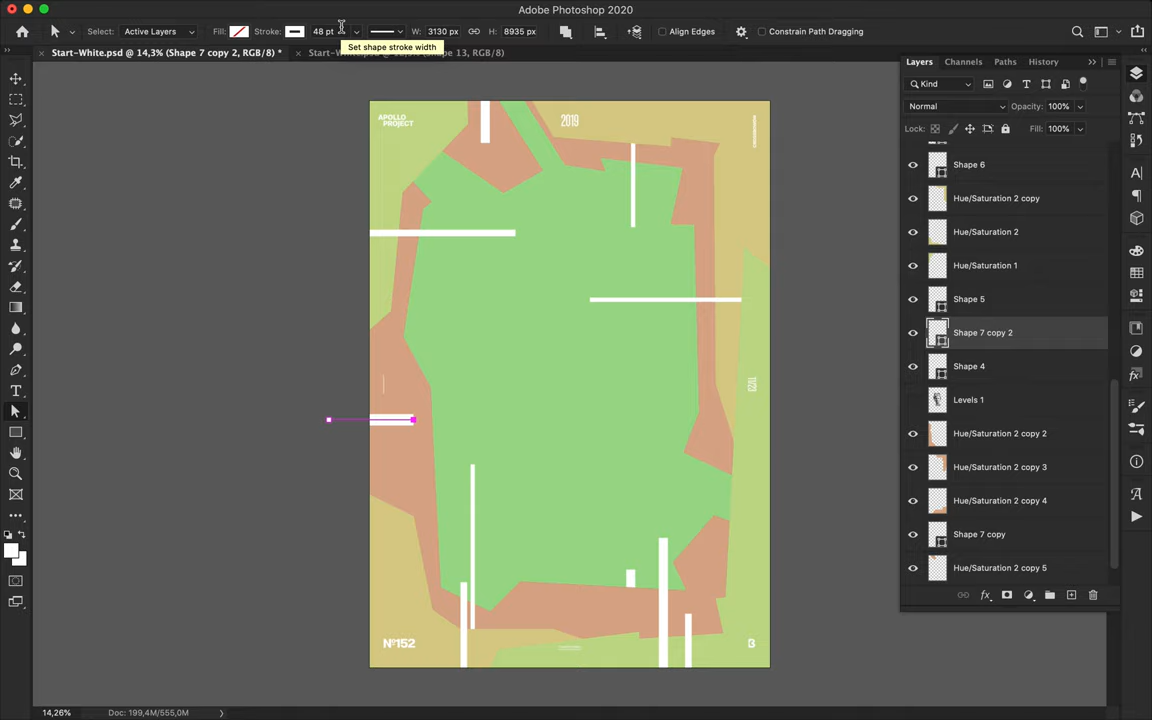 Adobe Photoshop 2020
Select: Active Layers Fill: Stroke: 48 pt W: 3130 px H: 8935 px Align Edges Constrain Path Dragging
Set shape stroke width
Start-White.psd @ 14,3% (Shape 7 copy 2, RGB/8) *
Layers Channels Paths History
Kind
Normal Opacity: 100%
Lock: Fill: 100%
Shape 6
Hue/Saturation 2 copy
Hue/Saturation 2
Hue/Saturation 1
Shape 5
Shape 7 copy 2
Shape 4
Levels 1
Hue/Saturation 2 copy 2
Hue/Saturation 2 copy 3
Hue/Saturation 2 copy 4
Shape 7 copy
Hue/Saturation 2 copy 5
APOLLO
PROJECT
2019
11/23
Nº152
14,26% Doc: 199,4M/555,0M